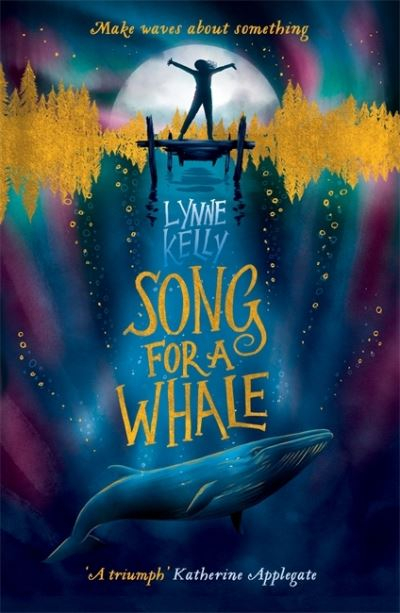 Make waves about something
LYNNE
KELLY
SONG
FOR A
WHALE
'A triumph' Katherine Applegate